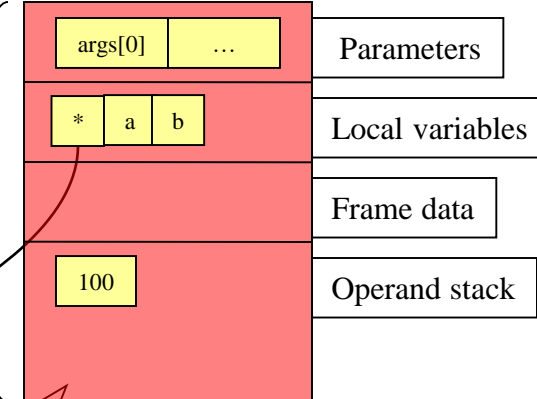 args[0] … Parameters
* a b Local variables
Frame data
100 Operand stack